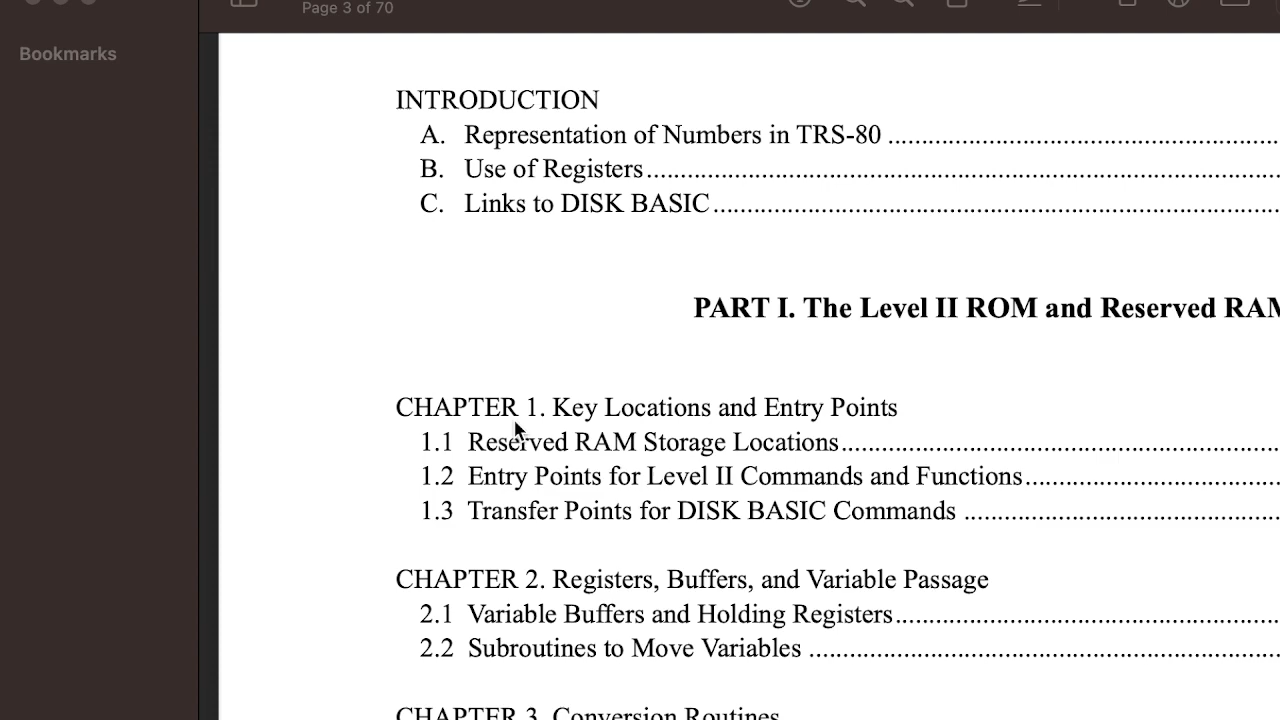 Page 3 of 70
Bookmarks
INTRODUCTION
A. Representation of Numbers in TRS-80 ..........................................................
B. Use of Registers................................................................................................
C. Links to DISK BASIC....................................................................................
PART I. The Level II ROM and Reserved RAM
CHAPTER 1. Key Locations and Entry Points
1.1 Reserved RAM Storage Locations.................................................................
1.2 Entry Points for Level II Commands and Functions......................................
1.3 Transfer Points for DISK BASIC Commands ...............................................
CHAPTER 2. Registers, Buffers, and Variable Passage
2.1 Variable Buffers and Holding Registers.........................................................
2.2 Subroutines to Move Variables .....................................................................
CHAPTER 3. Conversion Routines